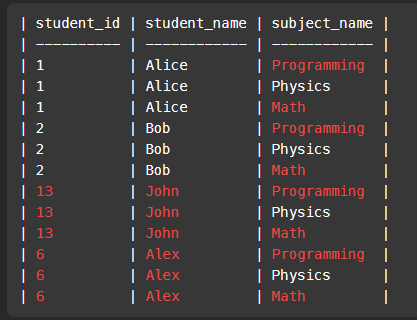 | student_id | student_name | subject_name |
| ---------- | ------------ | ------------ |
| 1          | Alice        | Programming  |
| 1          | Alice        | Physics      |
| 1          | Alice        | Math         |
| 2          | Bob          | Programming  |
| 2          | Bob          | Physics      |
| 2          | Bob          | Math         |
| 13         | John         | Programming  |
| 13         | John         | Physics      |
| 13         | John         | Math         |
| 6          | Alex         | Programming  |
| 6          | Alex         | Physics      |
| 6          | Alex         | Math         |